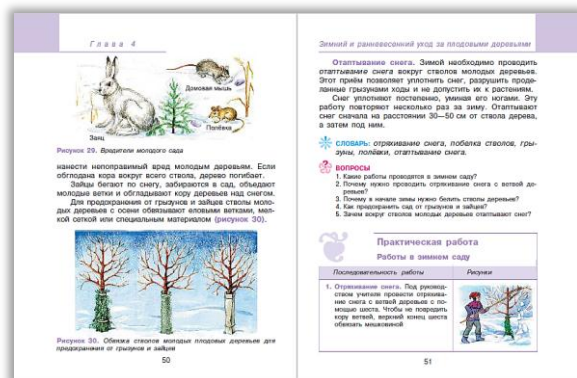 Глава 4
Домовая мышь
Полёвка
Заяц
Рисунок 29. Вредители молодого сада
нанести непоправимый вред молодым деревьям. Если
обглодана кора вокруг всего ствола, дерево погибает.
Зайцы бегают по снегу, забираются в сад, объедают
молодые ветки и обгладывают кору деревьев над снегом.
Для предохранения от грызунов и зайцев стволы моло-
дых деревьев с осени обвязывают еловыми ветками, мел-
кой сеткой или специальным материалом (рисунок 30).
Рисунок 30. Обвязка стволов молодых плодовых деревьев для
предохранения от грызунов и зайцев
50
Зимний и ранневесенний уход за плодовыми деревьями
Отаптывание снега. Зимой необходимо проводить
отаптывание снега вокруг стволов молодых деревьев.
Этот приём позволяет уплотнить снег, разрушить проде-
ланные грызунами ходы и не допустить их к растениям.
Снег уплотняют постепенно, уминая его ногами. Эту
работу повторяют несколько раз за зиму. Отаптывают
снег сначала на расстоянии 30—50 см от ствола дерева,
а затем под ним.
СЛОВАРЬ: отряхивание снега, побелка стволов, гры-
зуны, полёвки, отаптывание снега.
ВОПРОСЫ
1. Какие работы проводятся в зимнем саду?
2. Почему нужно проводить отряхивание снега с ветвей де-
ревьев?
3. Почему в начале зимы нужно белить стволы деревьев?
4. Как предохранить сад от грызунов и зайцев?
5. Зачем вокруг стволов молодых деревьев отаптывают снег?
Практическая работа
Работы в зимнем саду
Последовательность работы
Рисунки
1. Отряхивание снега. Под руковод-
ством учителя провести отряхива-
ние снега с ветвей деревьев с по-
мощью шеста. Чтобы не повредить
кору ветвей, верхний конец шеста
обвязать мешковиной
51